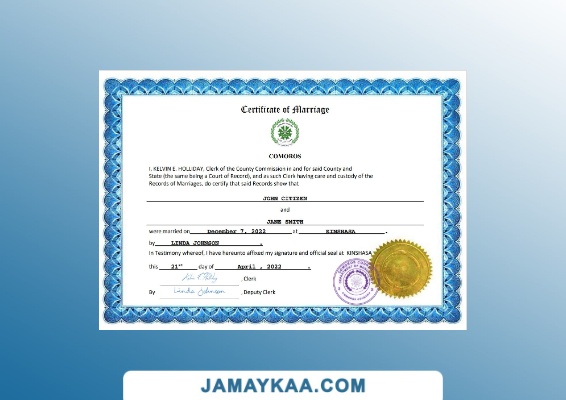 Certificate of Marriage
COMOROS
I, KELVIN E. HOLLIDAY, Clerk of the County Commission in and for said County and
State (the same being a Court of Record), and as such Clerk having care and custody of the
Records of Marriages, do certify that said Records show that
JOHN CITIZEN
and
JANE SMITH
were married on December 7, 2022 at KINSHARA .
by LINDA JOHNSON .
In Testimony whereof, I have hereunto affixed my signature and official seal at KINSHASA
this 21st day of April , 2022 .
, Clerk
By Linda Johnson , Deputy Clerk
JAMAYKAA.COM